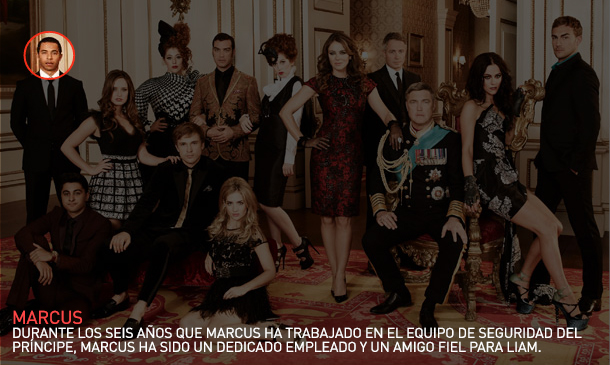 MARCUS
DURANTE LOS SEIS AÑOS QUE MARCUS HA TRABAJADO EN EL EQUIPO DE SEGURIDAD DEL
PRÍNCIPE, MARCUS HA SIDO UN DEDICADO EMPLEADO Y UN AMIGO FIEL PARA LIAM.